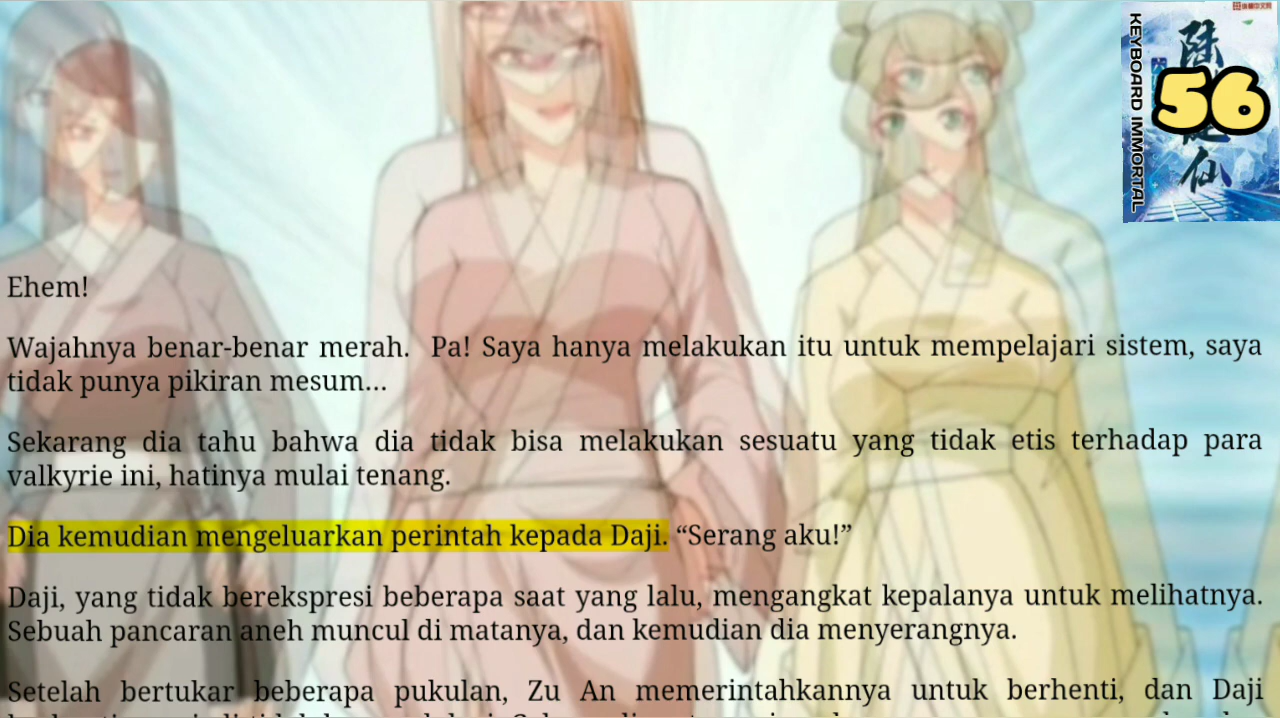 KEYBOARD IMMORTAL
56
仙
Ehem!
Wajahnya benar-benar merah. Pa! Saya hanya melakukan itu untuk mempelajari sistem, saya
tidak punya pikiran mesum...
Sekarang dia tahu bahwa dia tidak bisa melakukan sesuatu yang tidak etis terhadap para
valkyrie ini, hatinya mulai tenang.
Dia kemudian mengeluarkan perintah kepada Daji. “Serang aku!”
Daji, yang tidak berekspresi beberapa saat yang lalu, mengangkat kepalanya untuk melihatnya.
Sebuah pancaran aneh muncul di matanya, dan kemudian dia menyerangnya.
Setelah bertukar beberapa pukulan, Zu An memerintahkannya untuk berhenti, dan Daji